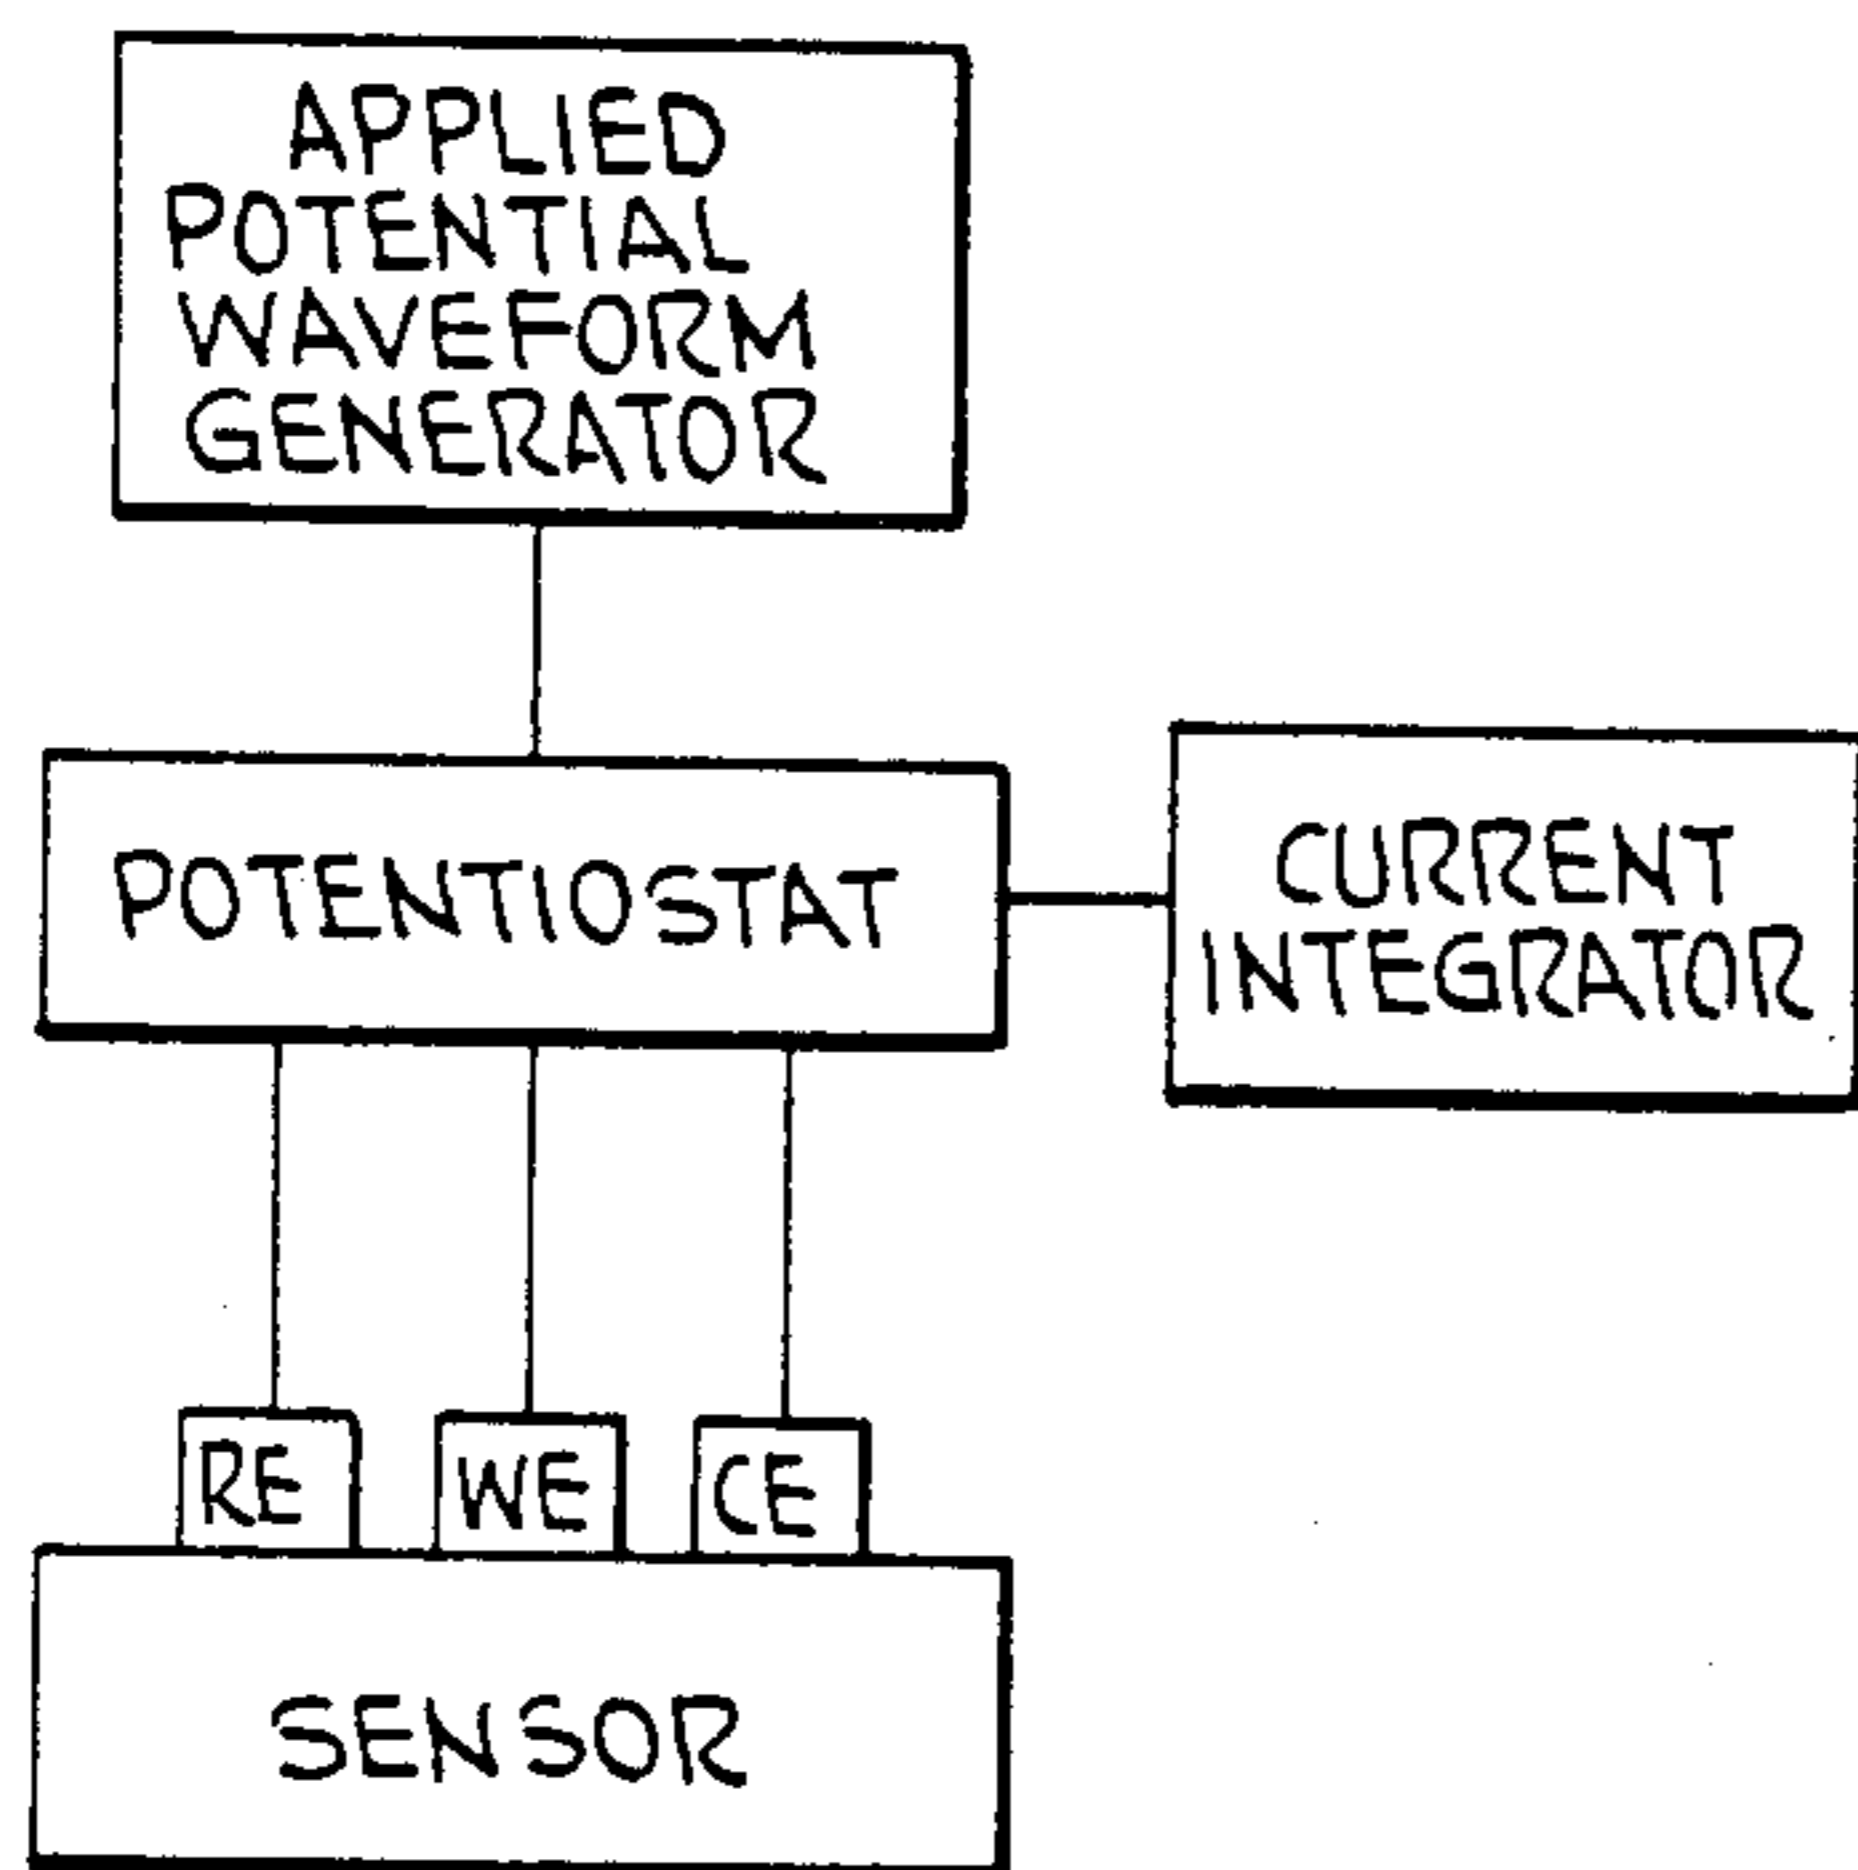 APPLIED
POTENTIAL
WAVEFORM
GENERATOR
POTENTIOSTAT
CURRENT
INTEGRATOR
RE
WE
CE
SENSOR